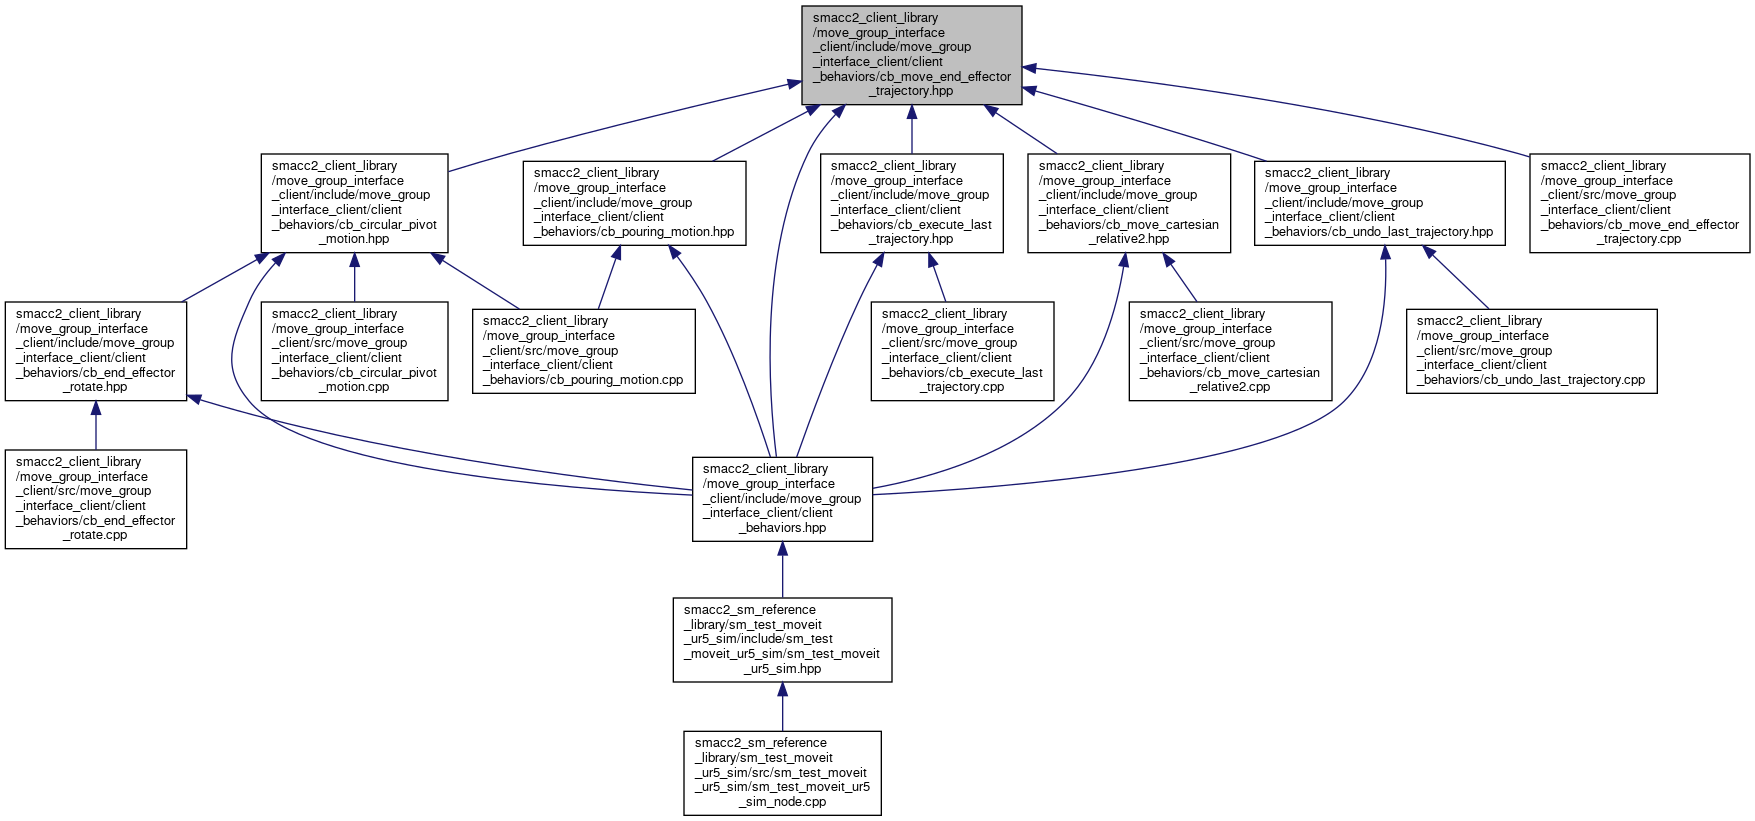 smacc2_client_library
/move_group_interface
_client/include/move_group
_interface_client/client
_behaviors/cb_move_end_effector
_trajectory.hpp
smacc2_client_library
/move_group_interface
_client/include/move_group
_interface_client/client
_behaviors/cb_circular_pivot
_motion.hpp
smacc2_client_library
/move_group_interface
_client/include/move_group
_interface_client/client
_behaviors/cb_pouring_motion.hpp
smacc2_client_library
/move_group_interface
_client/include/move_group
_interface_client/client
_behaviors/cb_execute_last
_trajectory.hpp
smacc2_client_library
/move_group_interface
_client/include/move_group
_interface_client/client
_behaviors/cb_move_cartesian
_relative2.hpp
smacc2_client_library
/move_group_interface
_client/include/move_group
_interface_client/client
_behaviors/cb_undo_last_trajectory.hpp
smacc2_client_library
/move_group_interface
_client/src/move_group
_interface_client/client
_behaviors/cb_move_end_effector
_trajectory.cpp
smacc2_client_library
/move_group_interface
_client/include/move_group
_interface_client/client
_behaviors/cb_end_effector
_rotate.hpp
smacc2_client_library
/move_group_interface
_client/src/move_group
_interface_client/client
_behaviors/cb_circular_pivot
_motion.cpp
smacc2_client_library
/move_group_interface
_client/src/move_group
_interface_client/client
_behaviors/cb_pouring_motion.cpp
smacc2_client_library
/move_group_interface
_client/src/move_group
_interface_client/client
_behaviors/cb_execute_last
_trajectory.cpp
smacc2_client_library
/move_group_interface
_client/src/move_group
_interface_client/client
_behaviors/cb_move_cartesian
_relative2.cpp
smacc2_client_library
/move_group_interface
_client/src/move_group
_interface_client/client
_behaviors/cb_undo_last_trajectory.cpp
smacc2_client_library
/move_group_interface
_client/src/move_group
_interface_client/client
_behaviors/cb_end_effector
_rotate.cpp
smacc2_client_library
/move_group_interface
_client/include/move_group
_interface_client/client
_behaviors.hpp
smacc2_sm_reference
_library/sm_test_moveit
_ur5_sim/include/sm_test
_moveit_ur5_sim/sm_test_moveit
_ur5_sim.hpp
smacc2_sm_reference
_library/sm_test_moveit
_ur5_sim/src/sm_test_moveit
_ur5_sim/sm_test_moveit_ur5
_sim_node.cpp